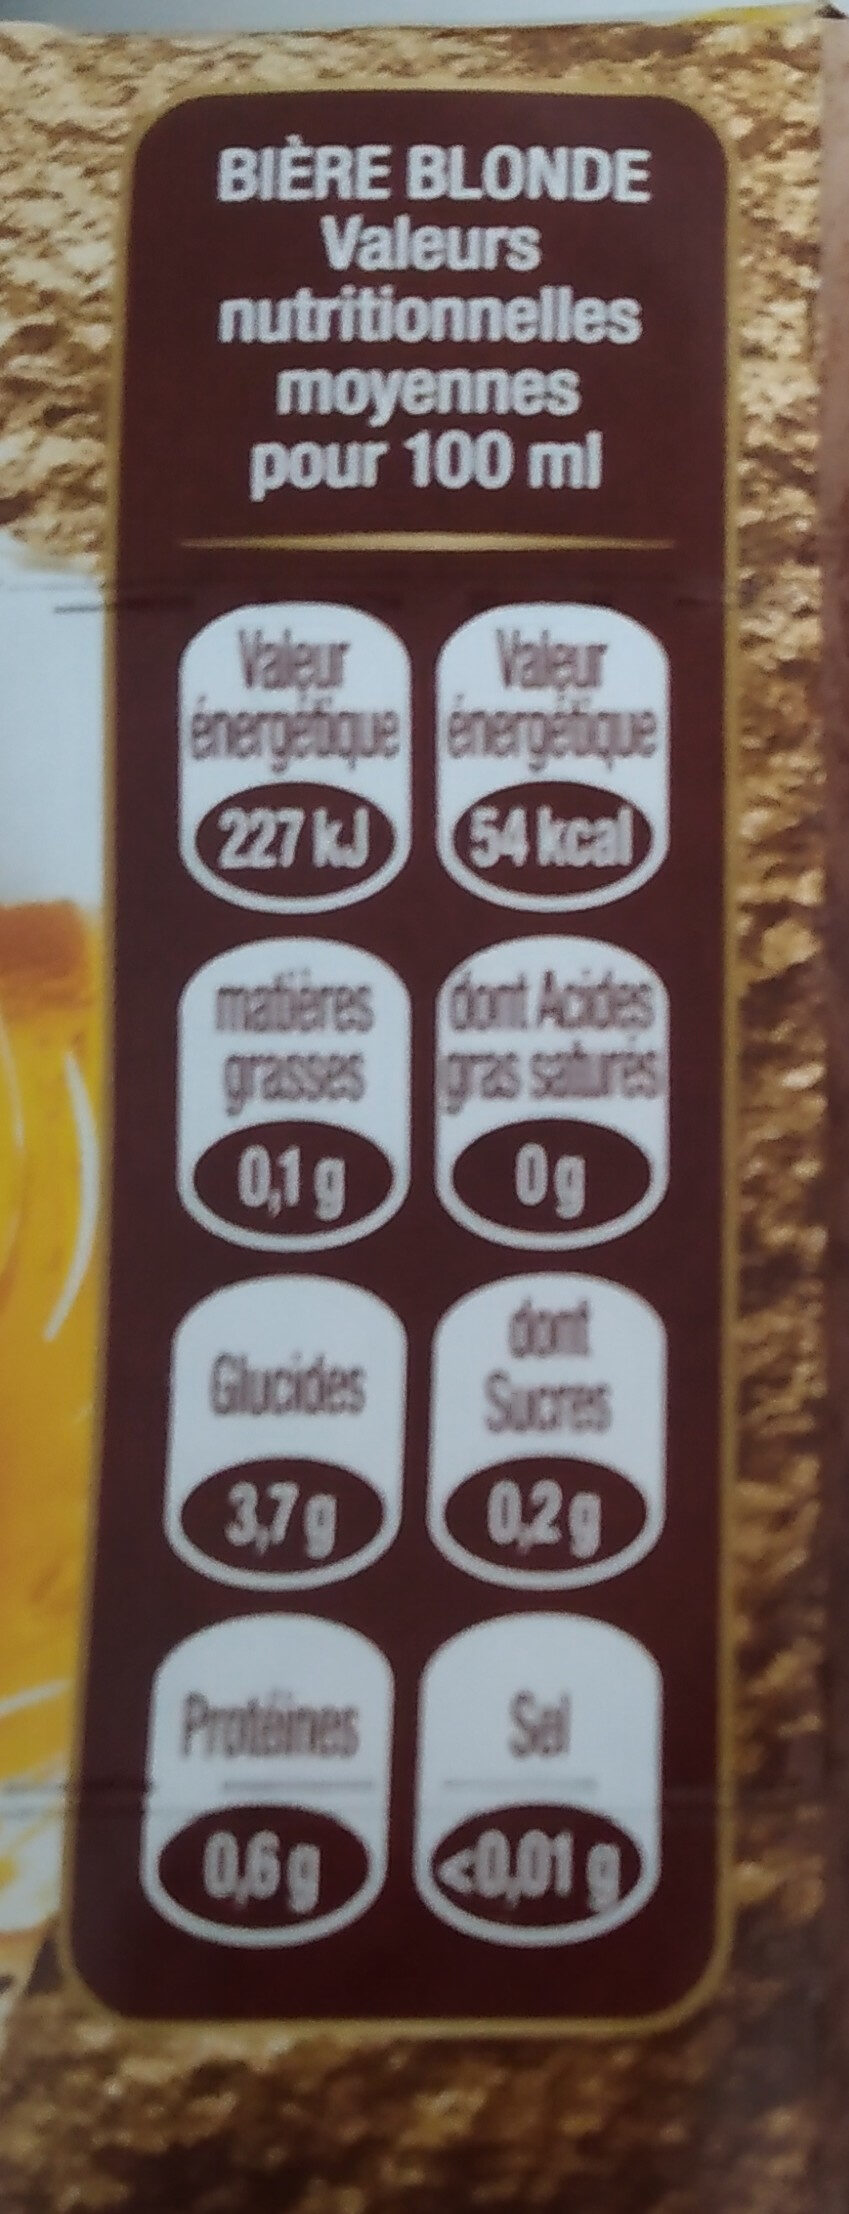 BIÈRE BLONDE
Valeurs
nutritionnelles
moyennes
pour 100 ml
Valeur
énergétique
227 kJ
Valeur
énergétique
54 kcal
matières
grasses
0,1 g
dont Acides
gras saturés
0 g
Glucides
3,7 g
dont
Sucres
0,2 g
Protéines
0,6 g
Sel
<0,01 g